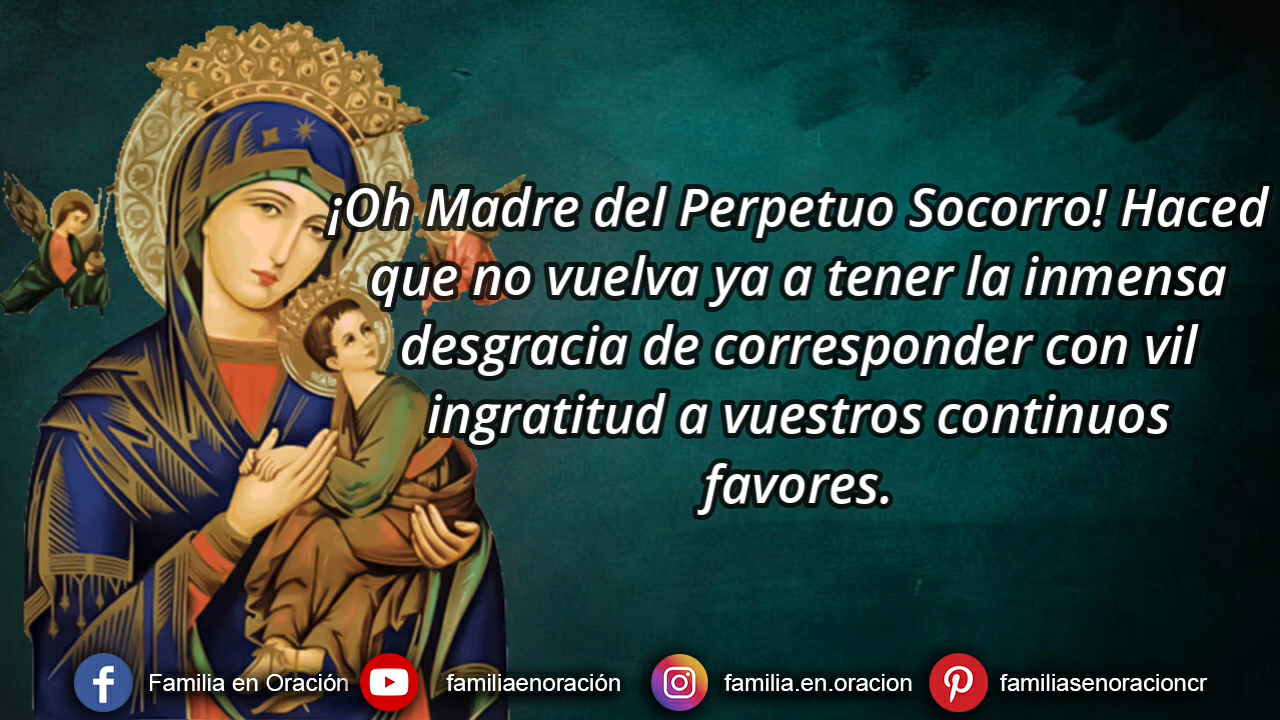 ¡Oh Madre del Perpetuo Socorro! Haced
que no vuelva ya a tener la inmensa
desgracia de corresponder con vil
ingratitud a vuestros continuos
favores.
Familia en Oración
familiaenoración
familia.en.oracion
familiasenoracioncr